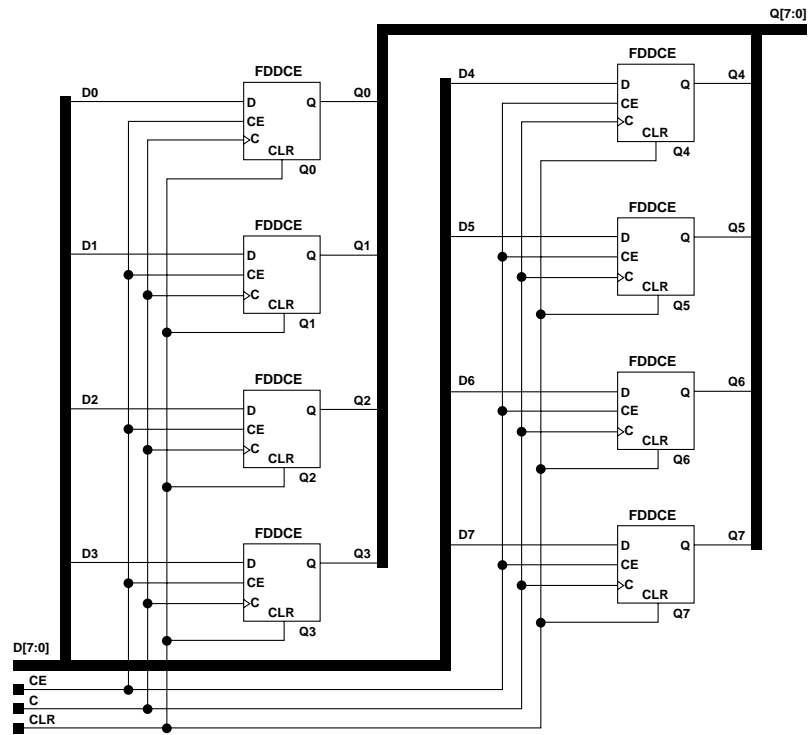 Q[7:0]
FDDCE
D0
D
Q
Q0
CE
C
CLR
Q0
FDDCE
D1
D
Q
Q1
CE
C
CLR
Q1
FDDCE
D2
D
Q
Q2
CE
C
CLR
Q2
FDDCE
D3
D
Q
Q3
CE
C
CLR
Q3
FDDCE
D4
D
Q
Q4
CE
C
CLR
Q4
FDDCE
D5
D
Q
Q5
CE
C
CLR
Q5
FDDCE
D6
D
Q
Q6
CE
C
CLR
Q6
FDDCE
D7
D
Q
Q7
CE
C
CLR
Q7
D[7:0]
CE
C
CLR